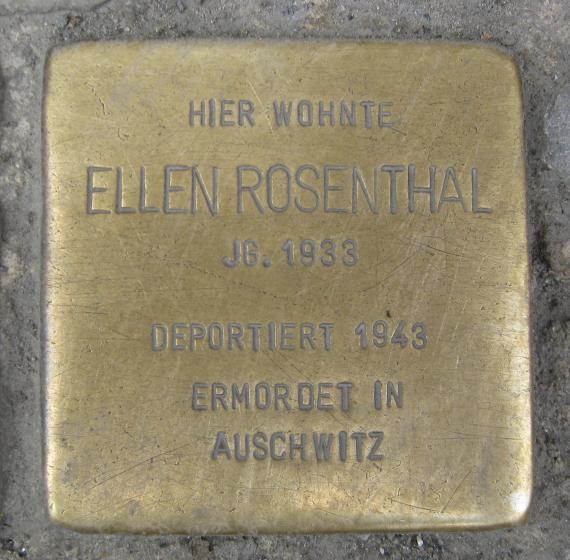 HIER WOHNTE
ELLEN ROSENTHAL
JG. 1933
DEPORTIERT 1943
ERMORDET IN
AUSCHWITZ